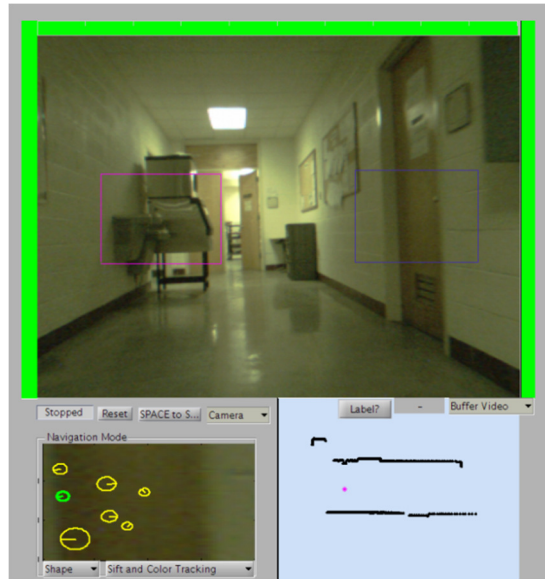 Stopped Reset SPACE to S... Camera Label? - Buffer Video
Navigation Mode
Shape Sift and Color Tracking